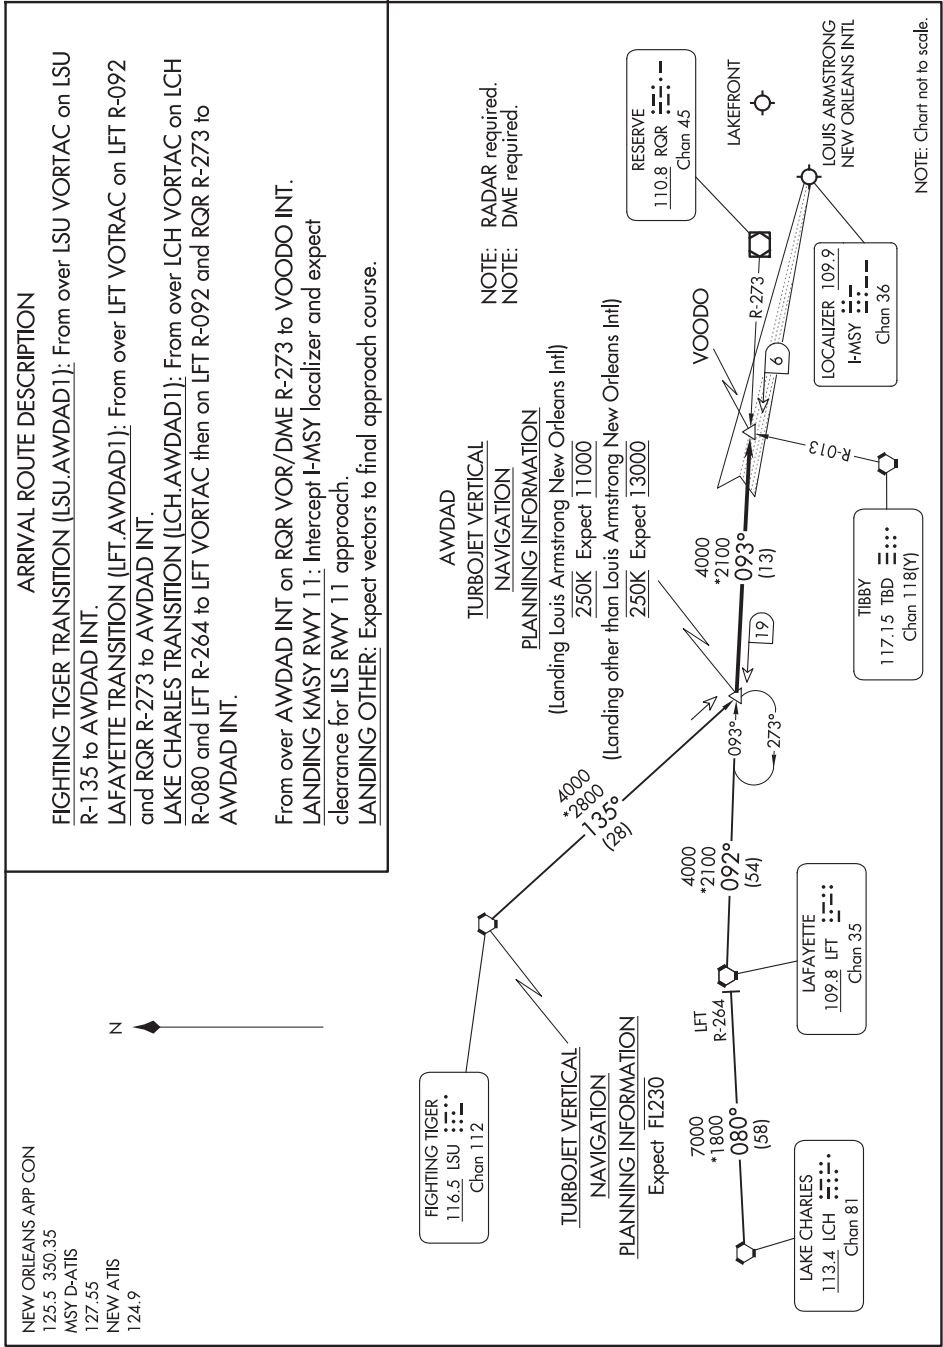 NEW ORLEANS APP CON
125.5 350.35
MSY D-ATIS
127.55
NEW ATIS
124.9
N
ARRIVAL ROUTE DESCRIPTION
FIGHTING TIGER TRANSITION (LSU.AWDAD1): From over LSU VORTAC on LSU
R-135 to AWDAD INT.
LAFAYETTE TRANSITION (LFT.AWDAD1): From over LFT VOTRAC on LFT R-092
and RQR R-273 to AWDAD INT.
LAKE CHARLES TRANSITION (LCH.AWDAD1): From over LCH VORTAC on LCH
R-080 and LFT R-264 to LFT VORTAC then on LFT R-092 and RQR R-273 to
AWDAD INT.
From over AWDAD INT on RQR VOR/DME R-273 to VOODO INT.
LANDING KMSY RWY 11: Intercept I-MSY localizer and expect
clearance for ILS RWY 11 approach.
LANDING OTHER: Expect vectors to final approach course.
FIGHTING TIGER
116.5 LSU
Chan 112
TURBOJET VERTICAL
NAVIGATION
PLANNING INFORMATION
Expect FL230
4000
*2800
135°
(28)
AWDAD
TURBOJET VERTICAL
NAVIGATION
PLANNING INFORMATION
(Landing Louis Armstrong New Orleans Intl)
250K Expect 11000
(Landing other than Louis Armstrong New Orleans Intl)
250K Expect 13000
NOTE: RADAR required.
NOTE: DME required.
RESERVE
110.8 RQR
Chan 45
LAKEFRONT
LOUIS ARMSTRONG
NEW ORLEANS INTL
VOODO
R-273
6
LOCALIZER 109.9
I-MSY
Chan 36
R-013
4000
*2100
093°
(13)
19
093°
273°
TIBBY
117.15 TBD
Chan 118(Y)
4000
*2100
092°
(54)
LAFAYETTE
109.8 LFT
Chan 35
LFT
R-264
7000
*1800
080°
(58)
LAKE CHARLES
113.4 LCH
Chan 81
NOTE: Chart not to scale.